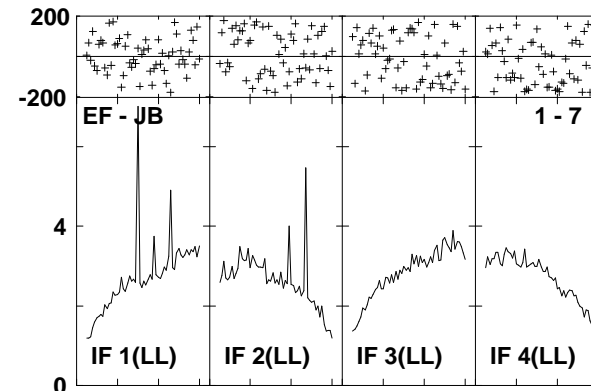 200
-200
EF - JB
1 - 7
4
IF 1(LL)
IF 2(LL)
IF 3(LL)
IF 4(LL)
0